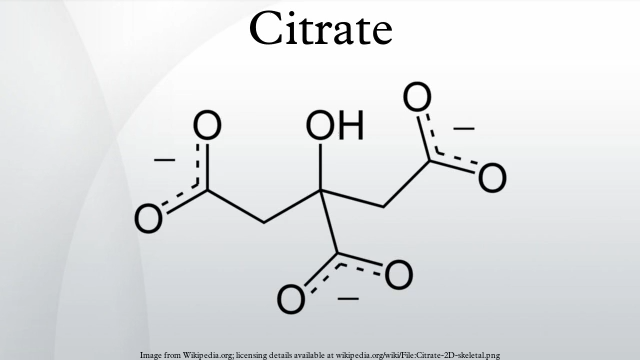 Citrate
O
OH
O
–
–
O
O
O
O
–
Image from Wikipedia.org; licensing details available at wikipedia.org/wiki/File:Citrate-2D-skeletal.png